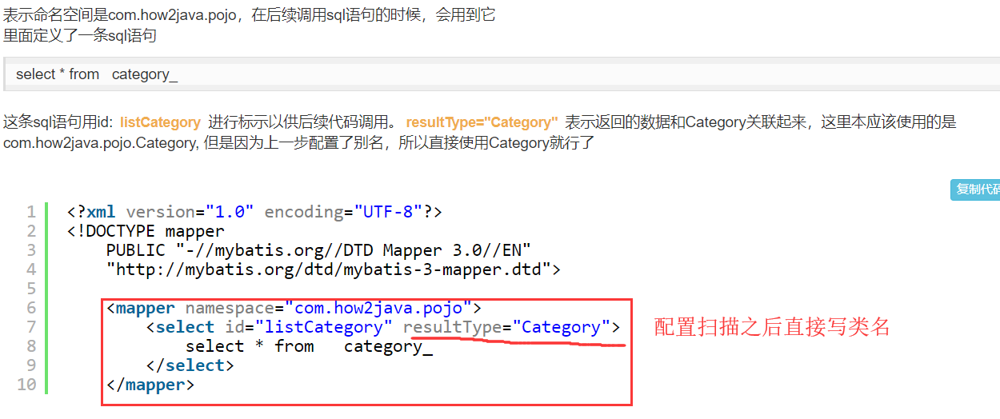 表示命名空间是com.how2java.pojo，在后续调用sql语句的时候，会用到它
里面定义了一条sql语句
select * from   category_
这条sql语句用id:  listCategory  进行标示以供后续代码调用。 resultType="Category"  表示返回的数据和Category关联起来，这里本应该使用的是
com.how2java.pojo.Category, 但是因为上一步配置了别名，所以直接使用Category就行了
复制代码
1 <?xml version="1.0" encoding="UTF-8"?>
2 <!DOCTYPE mapper
3     PUBLIC "-//mybatis.org//DTD Mapper 3.0//EN"
4     "http://mybatis.org/dtd/mybatis-3-mapper.dtd">
5
6     <mapper namespace="com.how2java.pojo">
7         <select id="listCategory" resultType="Category">
配置扫描之后直接写类名
8             select * from   category_
9         </select>
10     </mapper>